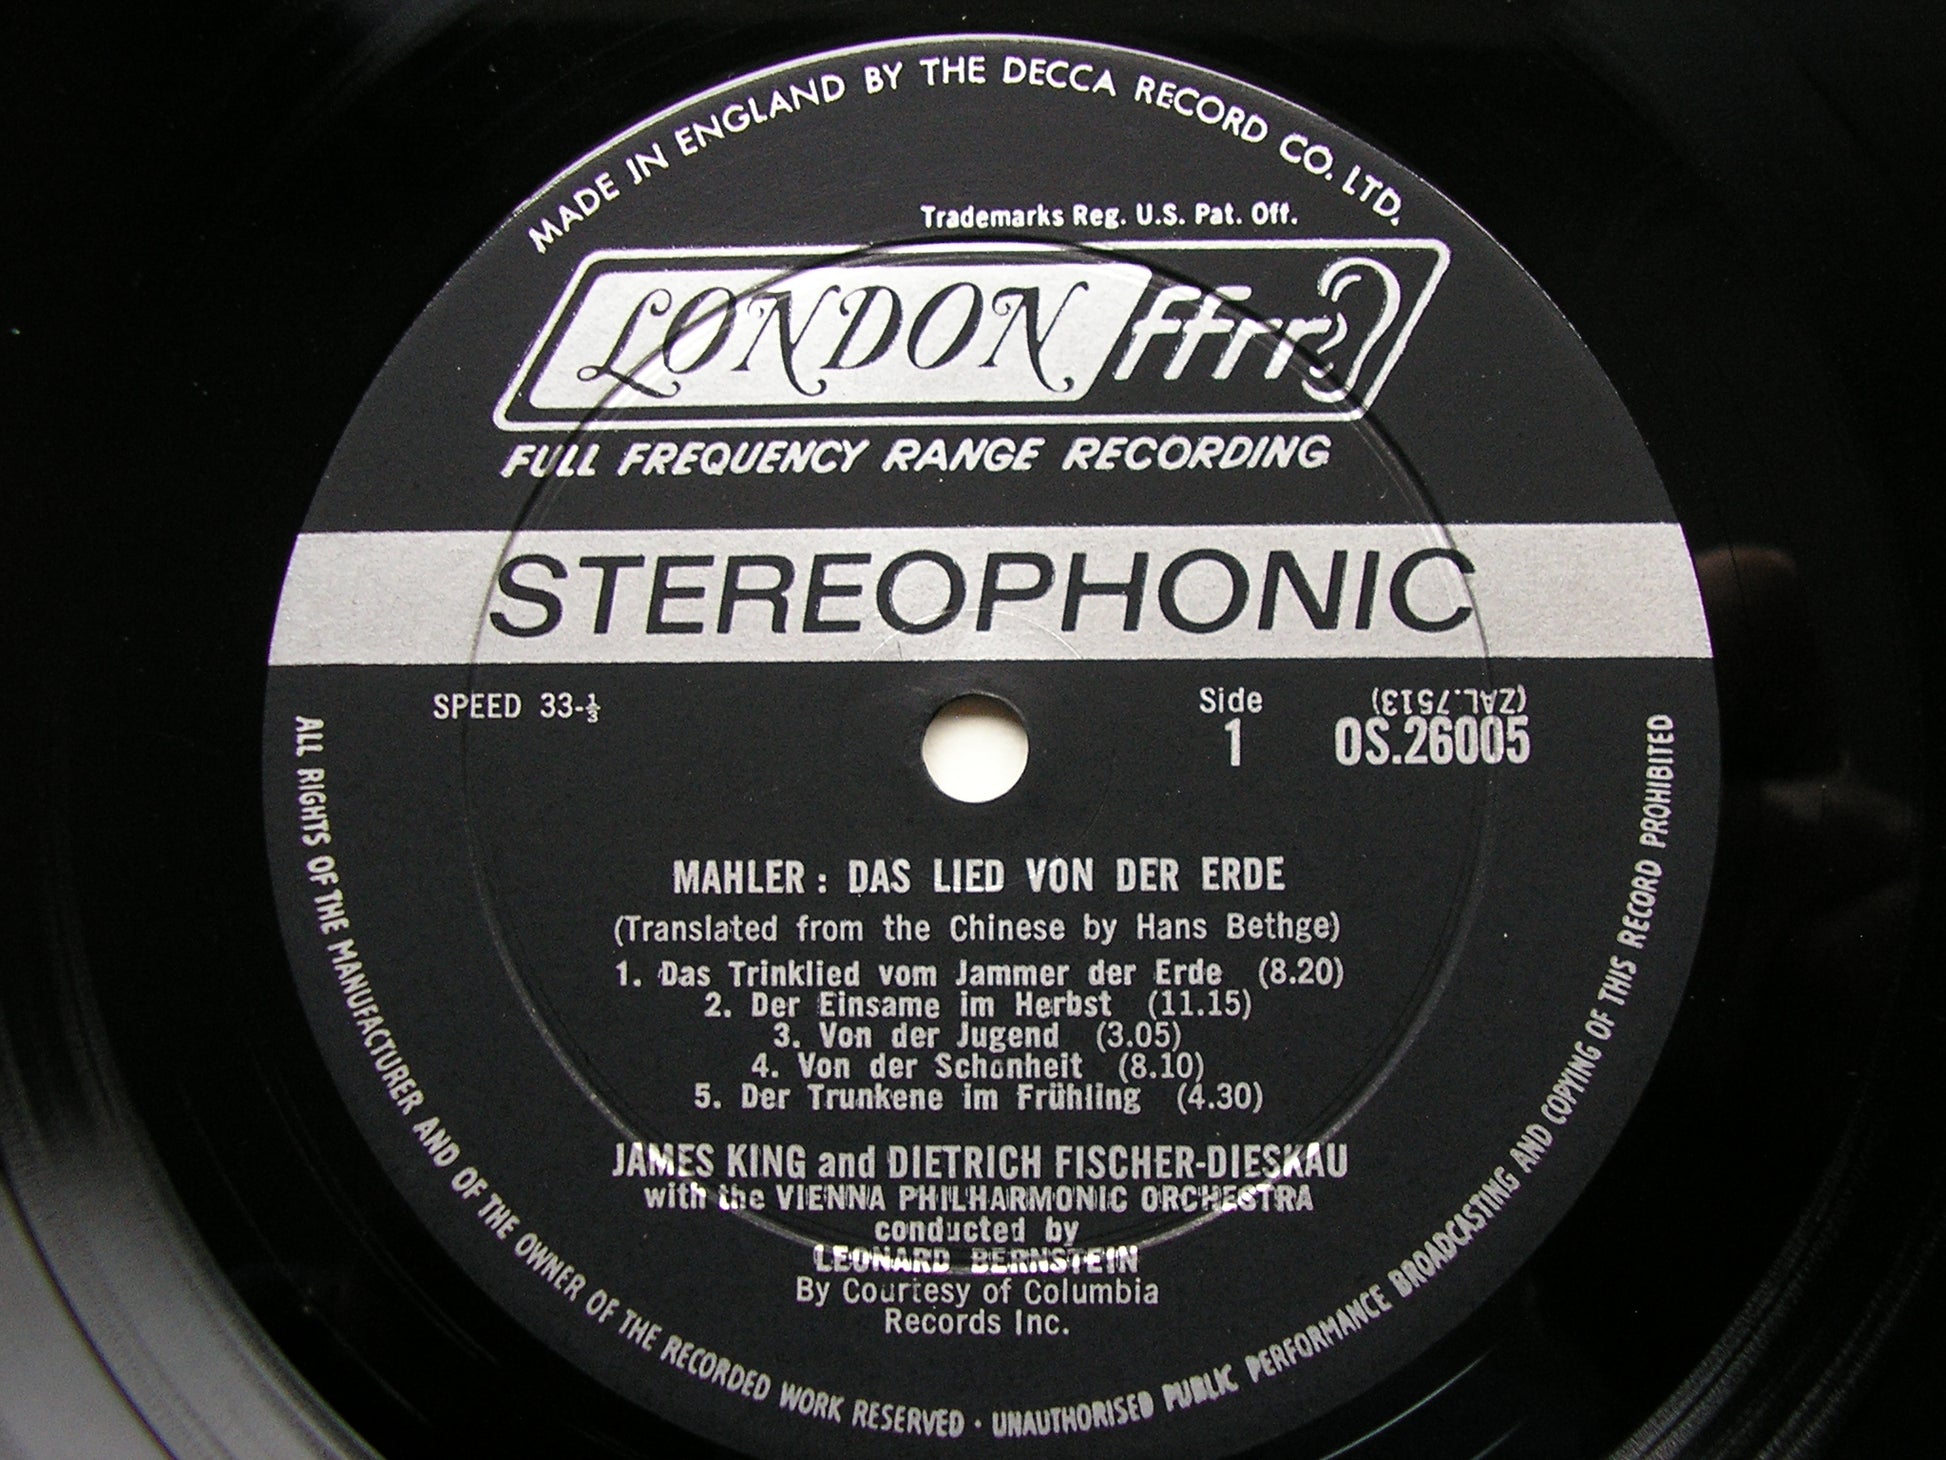 MADE IN ENGLAND BY THE DECCA RECORD CO. LTD.
Trademarks Reg. U.S. Pat. Off.
LONDON ffrr
FULL FREQUENCY RANGE RECORDING
STEREOPHONIC
SPEED 33-⅓
Side
1
(ZAL.7513)
OS.26005
MAHLER : DAS LIED VON DER ERDE
(Translated from the Chinese by Hans Bethge)
1. Das Trinklied vom Jammer der Erde (8.20)
2. Der Einsame im Herbst (11.15)
3. Von der Jugend (3.05)
4. Von der Schonheit (8.10)
5. Der Trunkene im Frühling (4.30)
JAMES KING and DIETRICH FISCHER-DIESKAU
with the VIENNA PHILHARMONIC ORCHESTRA
conducted by
LEONARD BERNSTEIN
By Courtesy of Columbia
Records Inc.
ALL RIGHTS OF THE MANUFACTURER AND OF THE OWNER OF THE RECORDED WORK RESERVED · UNAUTHORISED PUBLIC PERFORMANCE BROADCASTING AND COPYING OF THIS RECORD PROHIBITED